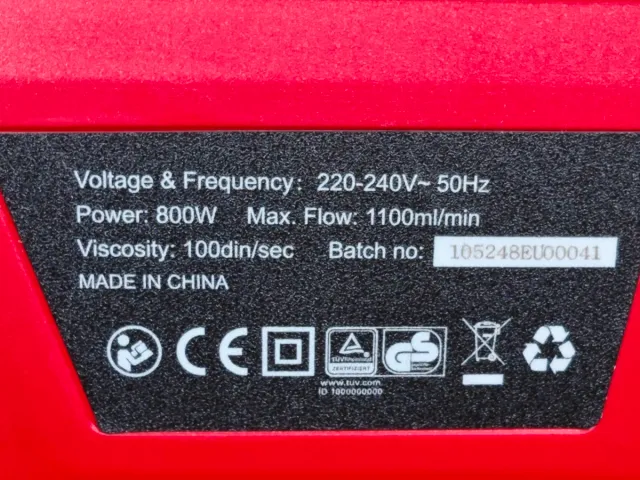 Voltage & Frequency: 220-240V~ 50Hz
Power: 800W Max. Flow: 1100ml/min
Viscosity: 100din/sec Batch no: 105248EU00041
MADE IN CHINA
CE TÜVRheinland ZERTIFIZIERT GS
www.tuv.com
ID 1000000000